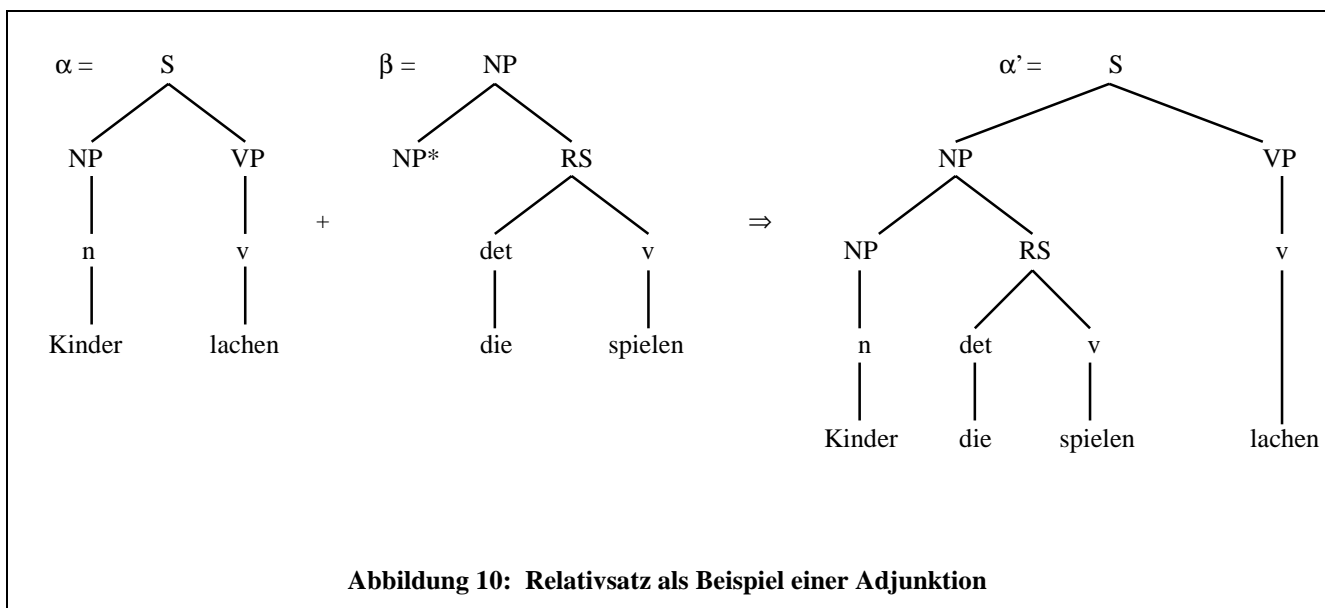 α = S β = NP α’ = S
NP VP NP* RS NP VP
+ ⇒
n v det v NP RS v
Kinder lachen die spielen n det v
Kinder die spielen lachen
Abbildung 10: Relativsatz als Beispiel einer Adjunktion